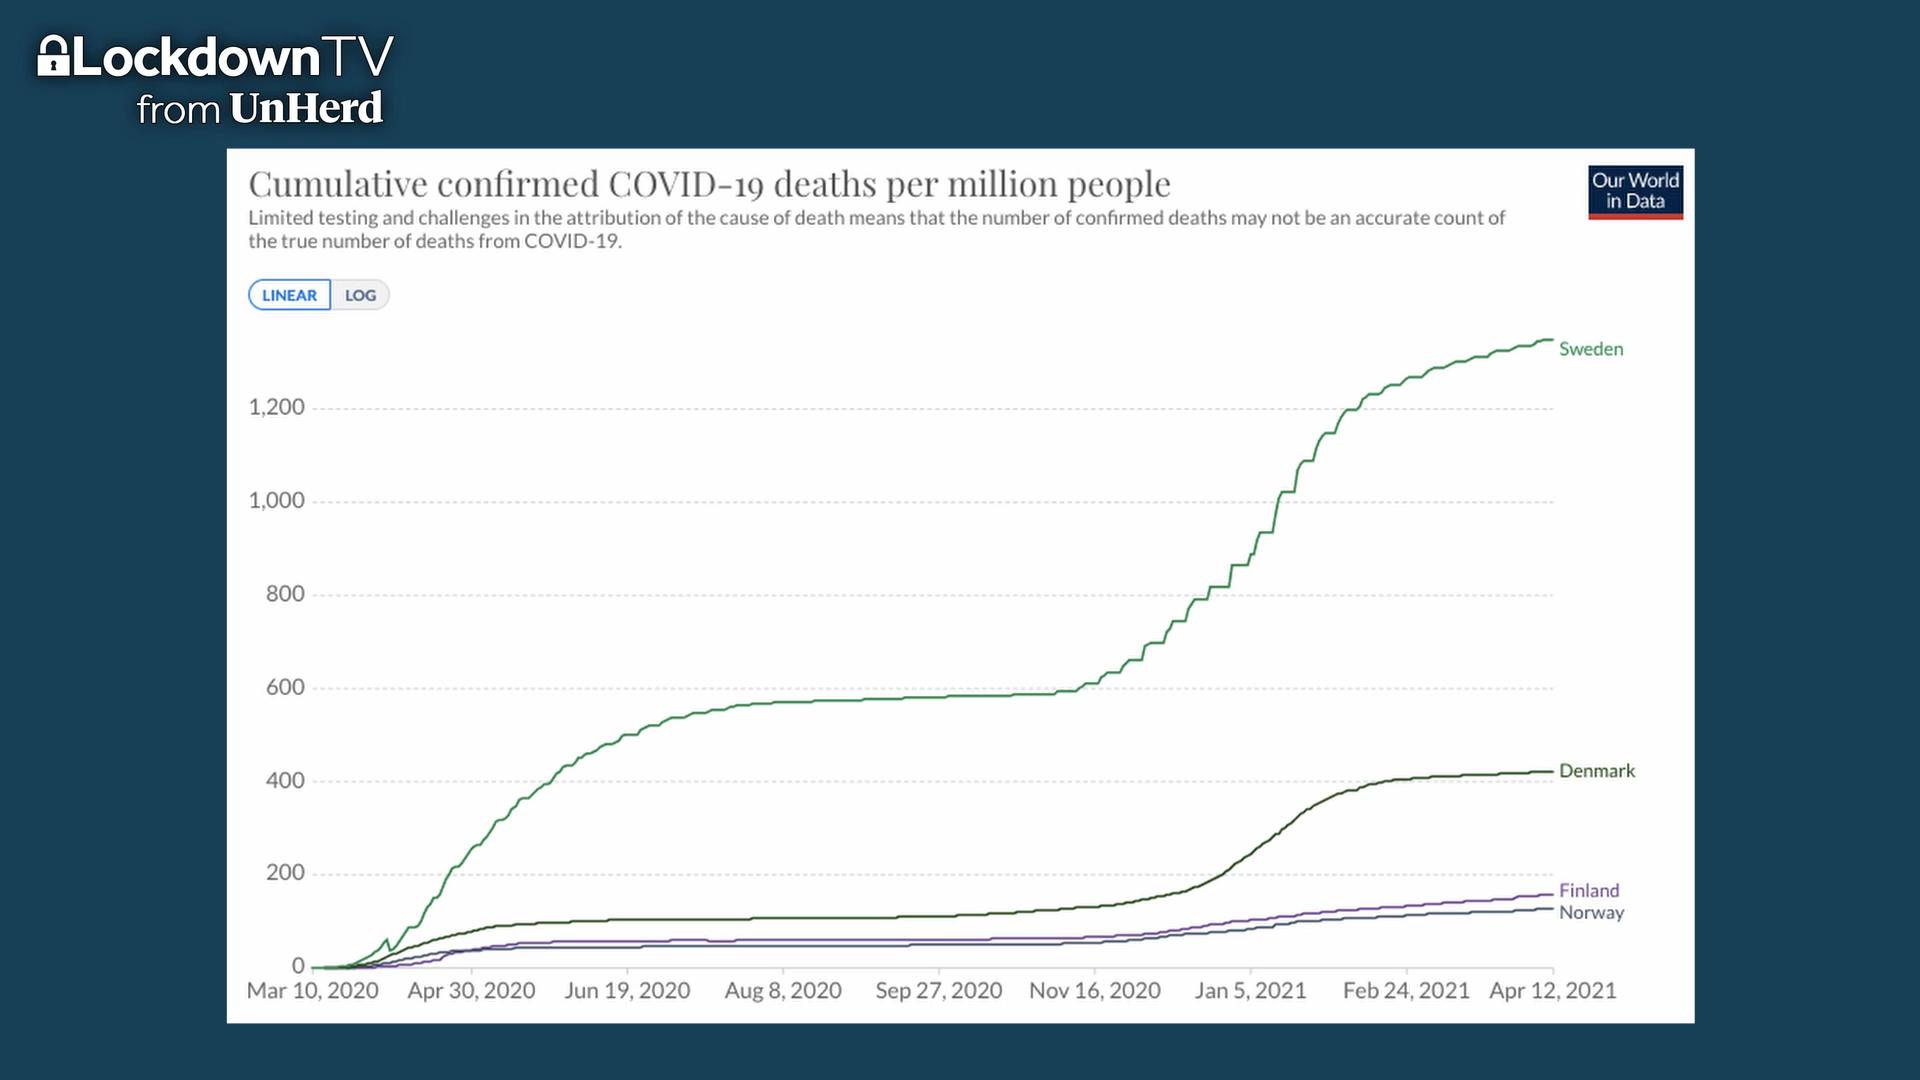 LockdownTV
from UnHerd
Cumulative confirmed COVID-19 deaths per million people
Our World
in Data
Limited testing and challenges in the attribution of the cause of death means that the number of confirmed deaths may not be an accurate count of
the true number of deaths from COVID-19.
LINEAR LOG
Sweden
1,200
1,000
800
600
400
Denmark
200
Finland
Norway
0
Mar 10, 2020 Apr 30, 2020 Jun 19, 2020 Aug 8, 2020 Sep 27, 2020 Nov 16, 2020 Jan 5, 2021 Feb 24, 2021 Apr 12, 2021